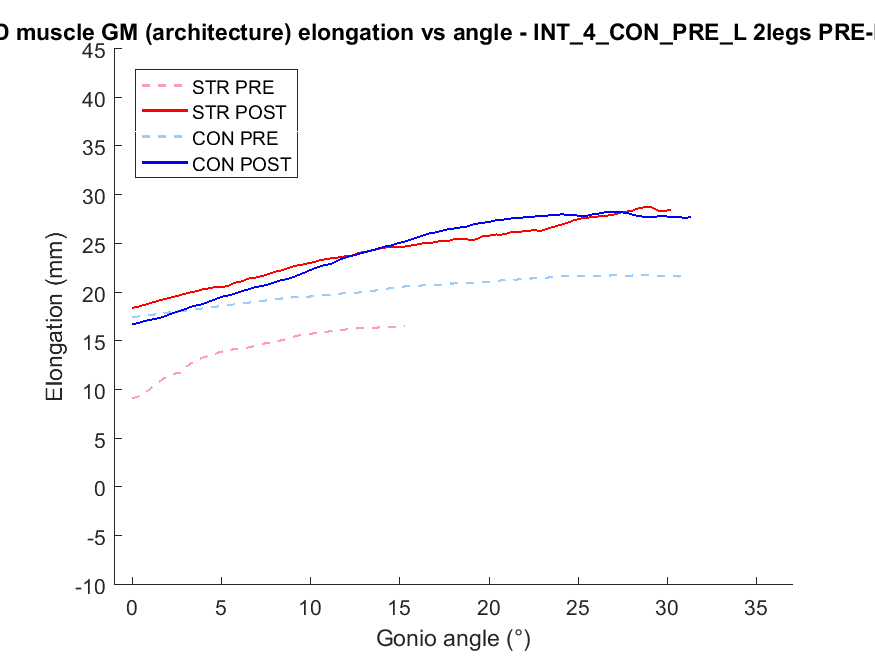 muscle GM (architecture) elongation vs angle - INT_4_CON_PRE_L 2legs PRE-
45
40
35
30
25
20
15
10
5
0
-5
-10
Elongation (mm)
STR PRE
STR POST
CON PRE
CON POST
0 5 10 15 20 25 30 35
Gonio angle (°)